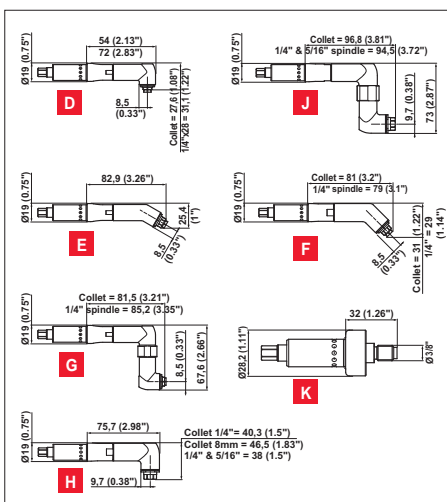 54 (2.13")
72 (2.83")
Ø19 (0.75")
8,5
(0.33")
Collet = 27,6 (1.08")
1/4"x28 = 31,1 (1.22")
D
Collet = 96,8 (3.81")
1/4" & 5/16" spindle = 94,5 (3.72")
Ø19 (0.75")
9,7 (0.38")
73 (2.87")
J
82,9 (3.26")
Ø19 (0.75")
25,4
(1")
8.5
(0.33")
E
Collet = 81 (3.2")
1/4" spindle = 79 (3.1")
Ø19 (0.75")
8.5
(0.33")
Collet = 31 (1.22")
1/4" = 29
(1.14")
F
Collet = 81,5 (3.21")
1/4" spindle = 85,2 (3.35")
Ø19 (0.75")
8,5 (0.33")
67,6 (2.66")
G
32 (1.26")
Ø28,2 (1.11")
Ø3/8"
K
75,7 (2.98")
Ø19 (0.75")
9,7 (0.38")
Collet 1/4"= 40,3 (1.5")
Collet 8mm = 46,5 (1.83")
1/4" & 5/16" = 38 (1.5")
H